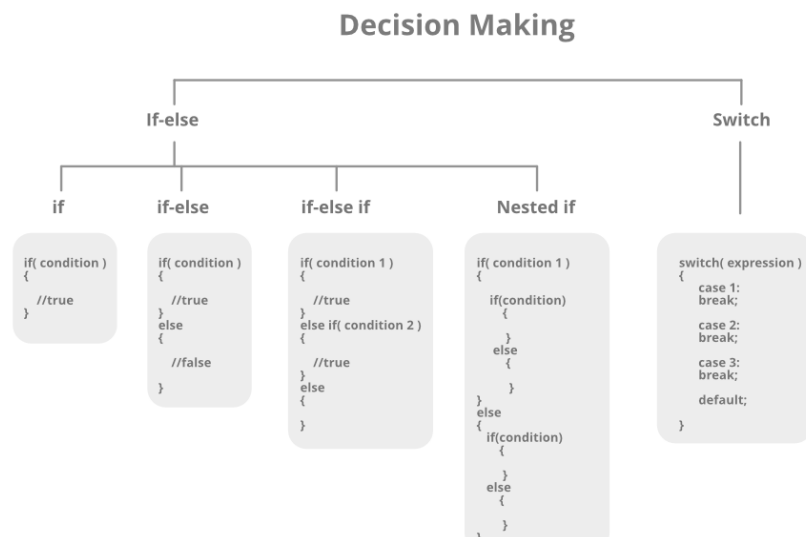 Decision Making
If-else
Switch
if
if-else
if-else if
Nested if
if( condition )
{
//true
}
if( condition )
{
//true
}
else
{
//false
}
if( condition 1 )
{
//true
}
else if( condition 2 )
{
//true
}
else
{
}
if( condition 1 )
{
if(condition)
{
}
else
{
}
}
else
{
if(condition)
{
}
else
{
}
}
switch( expression )
{
case 1:
break;
case 2:
break;
case 3:
break;
default;
}